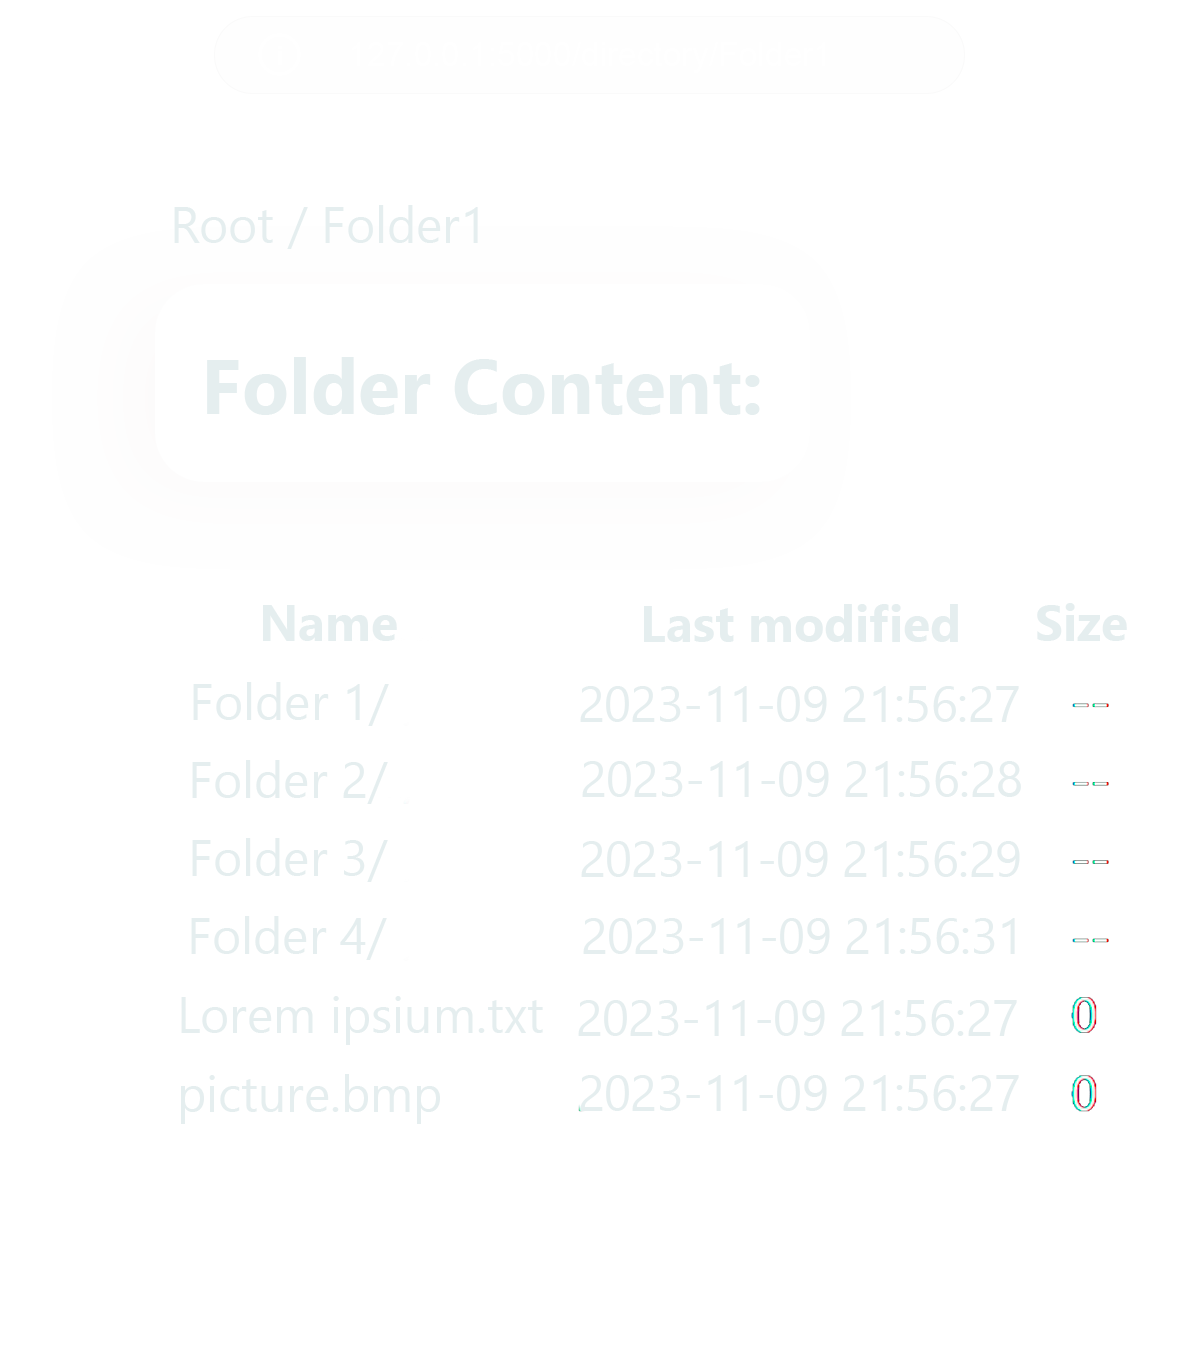 Root / Folder1
Folder Content:
Name Last modified Size
Folder 1/ 2023-11-09 21:56:27 --
Folder 2/ 2023-11-09 21:56:28 --
Folder 3/ 2023-11-09 21:56:29 --
Folder 4/ 2023-11-09 21:56:31 --
Lorem ipsium.txt 2023-11-09 21:56:27 0
picture.bmp 2023-11-09 21:56:27 0